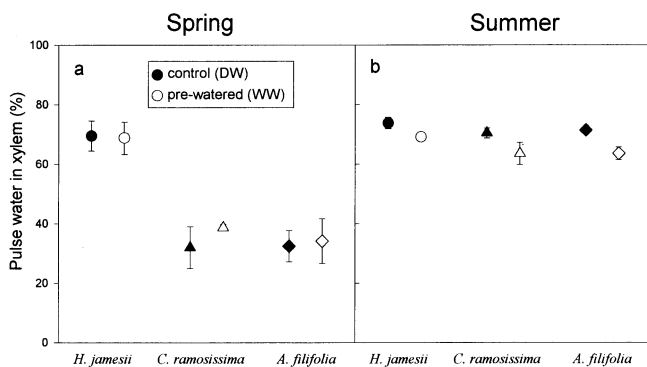 Spring Summer
100
80
60
40
20
0
Pulse water in xylem (%)
a
control (DW)
pre-watered (WW)
b
H. jamesii C. ramosissima A. filifolia H. jamesii C. ramosissima A. filifolia